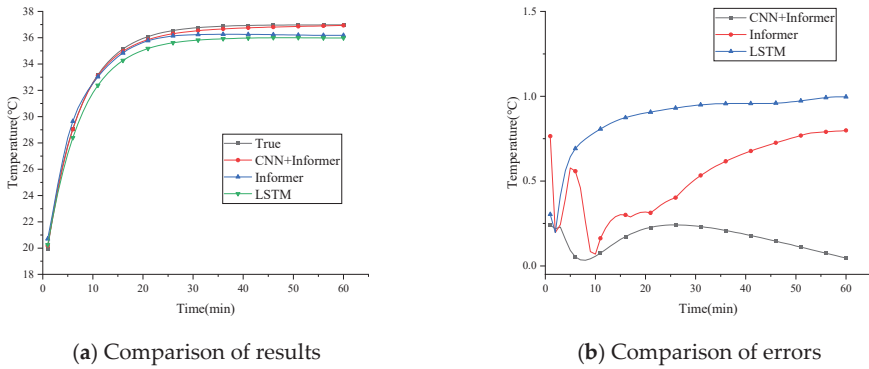 38
36
34
32
30
28
26
24
22
20
18
Temperature(°C)
0
10
20
30
40
50
60
Time(min)
True
CNN+Informer
Informer
LSTM
(a) Comparison of results
1.5
1.0
0.5
0.0
Temperature(°C)
0
10
20
30
40
50
60
Time(min)
CNN+Informer
Informer
LSTM
(b) Comparison of errors